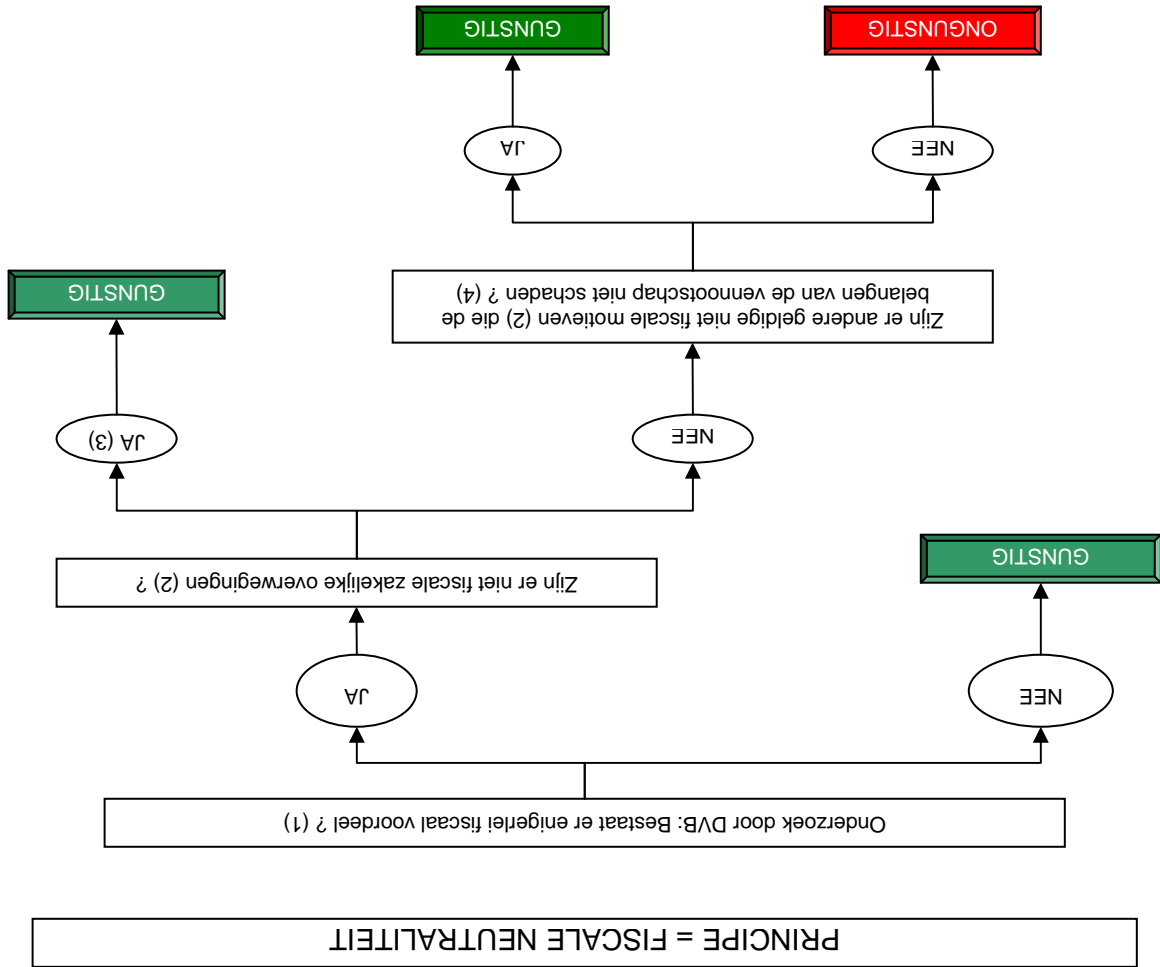 PRINCIPE = FISCALE NEUTRALITEIT
Onderzoek door DVB: Bestaat er enigerlei fiscaal voordeel ? (1)
NEE
JA
GUNSTIG
Zijn er niet fiscale zakelijke overwegingen (2) ?
NEE
JA (3)
Zijn er andere geldige niet fiscale motieven (2) die de
belangen van de vennootschap niet schaden ? (4)
GUNSTIG
NEE
JA
ONGUNSTIG
GUNSTIG